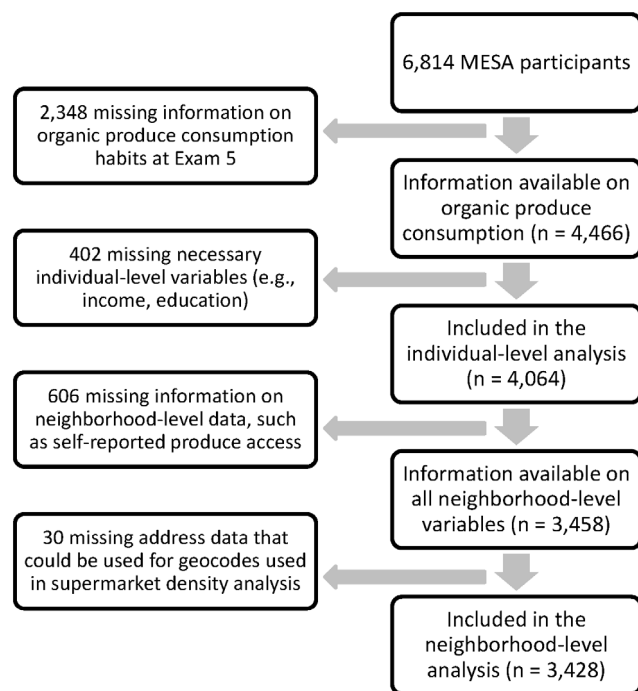 6,814 MESA participants
2,348 missing information on
organic produce consumption
habits at Exam 5
Information available on
organic produce
consumption (n = 4,466)
402 missing necessary
individual-level variables (e.g.,
income, education)
Included in the
individual-level analysis
(n = 4,064)
606 missing information on
neighborhood-level data, such
as self-reported produce access
Information available on
all neighborhood-level
variables (n = 3,458)
30 missing address data that
could be used for geocodes used
in supermarket density analysis
Included in the
neighborhood-level
analysis (n = 3,428)